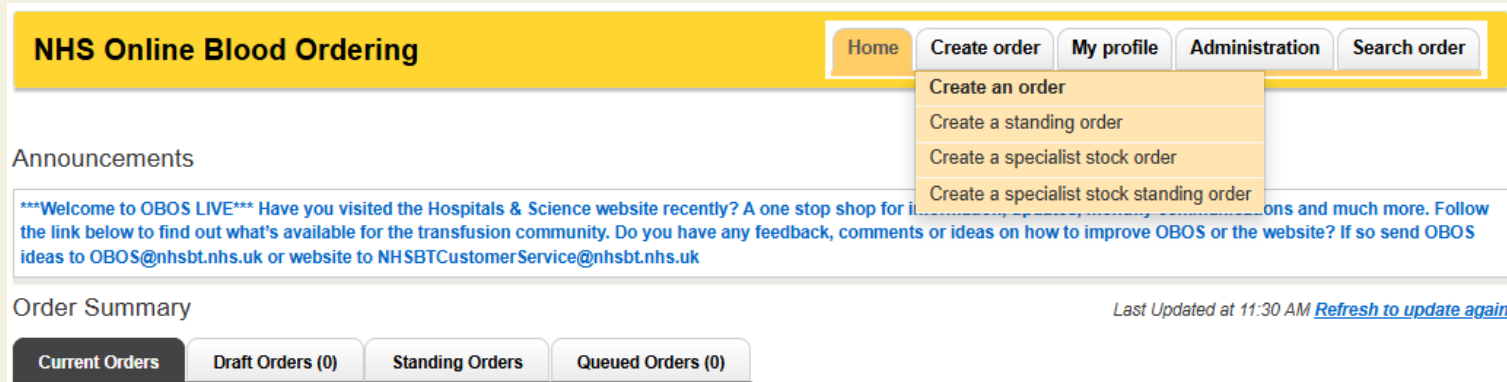 NHS Online Blood Ordering
Home Create order My profile Administration Search order
Create an order
Create a standing order
Create a specialist stock order
Create a specialist stock standing order
Announcements
***Welcome to OBOS LIVE*** Have you visited the Hospitals & Science website recently? A one stop shop for and much more. Follow
the link below to find out what's available for the transfusion community. Do you have any feedback, comments or ideas on how to improve OBOS or the website? If so send OBOS
ideas to OBOS@nhsbt.nhs.uk or website to NHSBTCustomerService@nhsbt.nhs.uk
Order Summary
Last Updated at 11:30 AM Refresh to update again
Current Orders Draft Orders (0) Standing Orders Queued Orders (0)